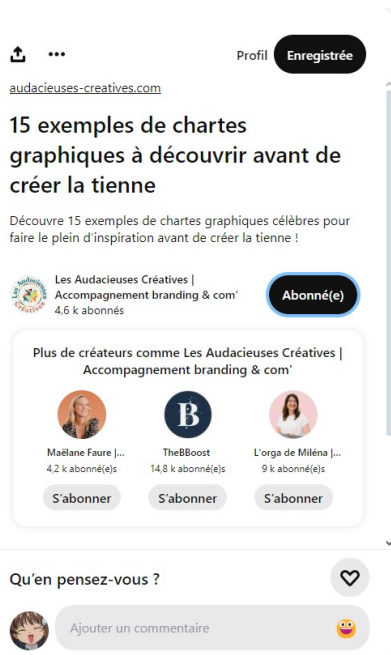 Profil Enregistrée
audacieuses-creatives.com
15 exemples de chartes
graphiques à découvrir avant de
créer la tienne
Découvre 15 exemples de chartes graphiques célèbres pour
faire le plein d'inspiration avant de créer la tienne !
Les Audacieuses Créatives
Les Audacieuses Créatives |
Accompagnement branding & com'
4,6 k abonnés
Abonné(e)
Plus de créateurs comme Les Audacieuses Créatives |
Accompagnement branding & com'
B
Maëlane Faure |... TheBBoost L'orga de Miléna |...
4,2 k abonné(e)s 14,8 k abonné(e)s 9 k abonné(e)s
S'abonner S'abonner S'abonner
Qu'en pensez-vous ?
Ajouter un commentaire